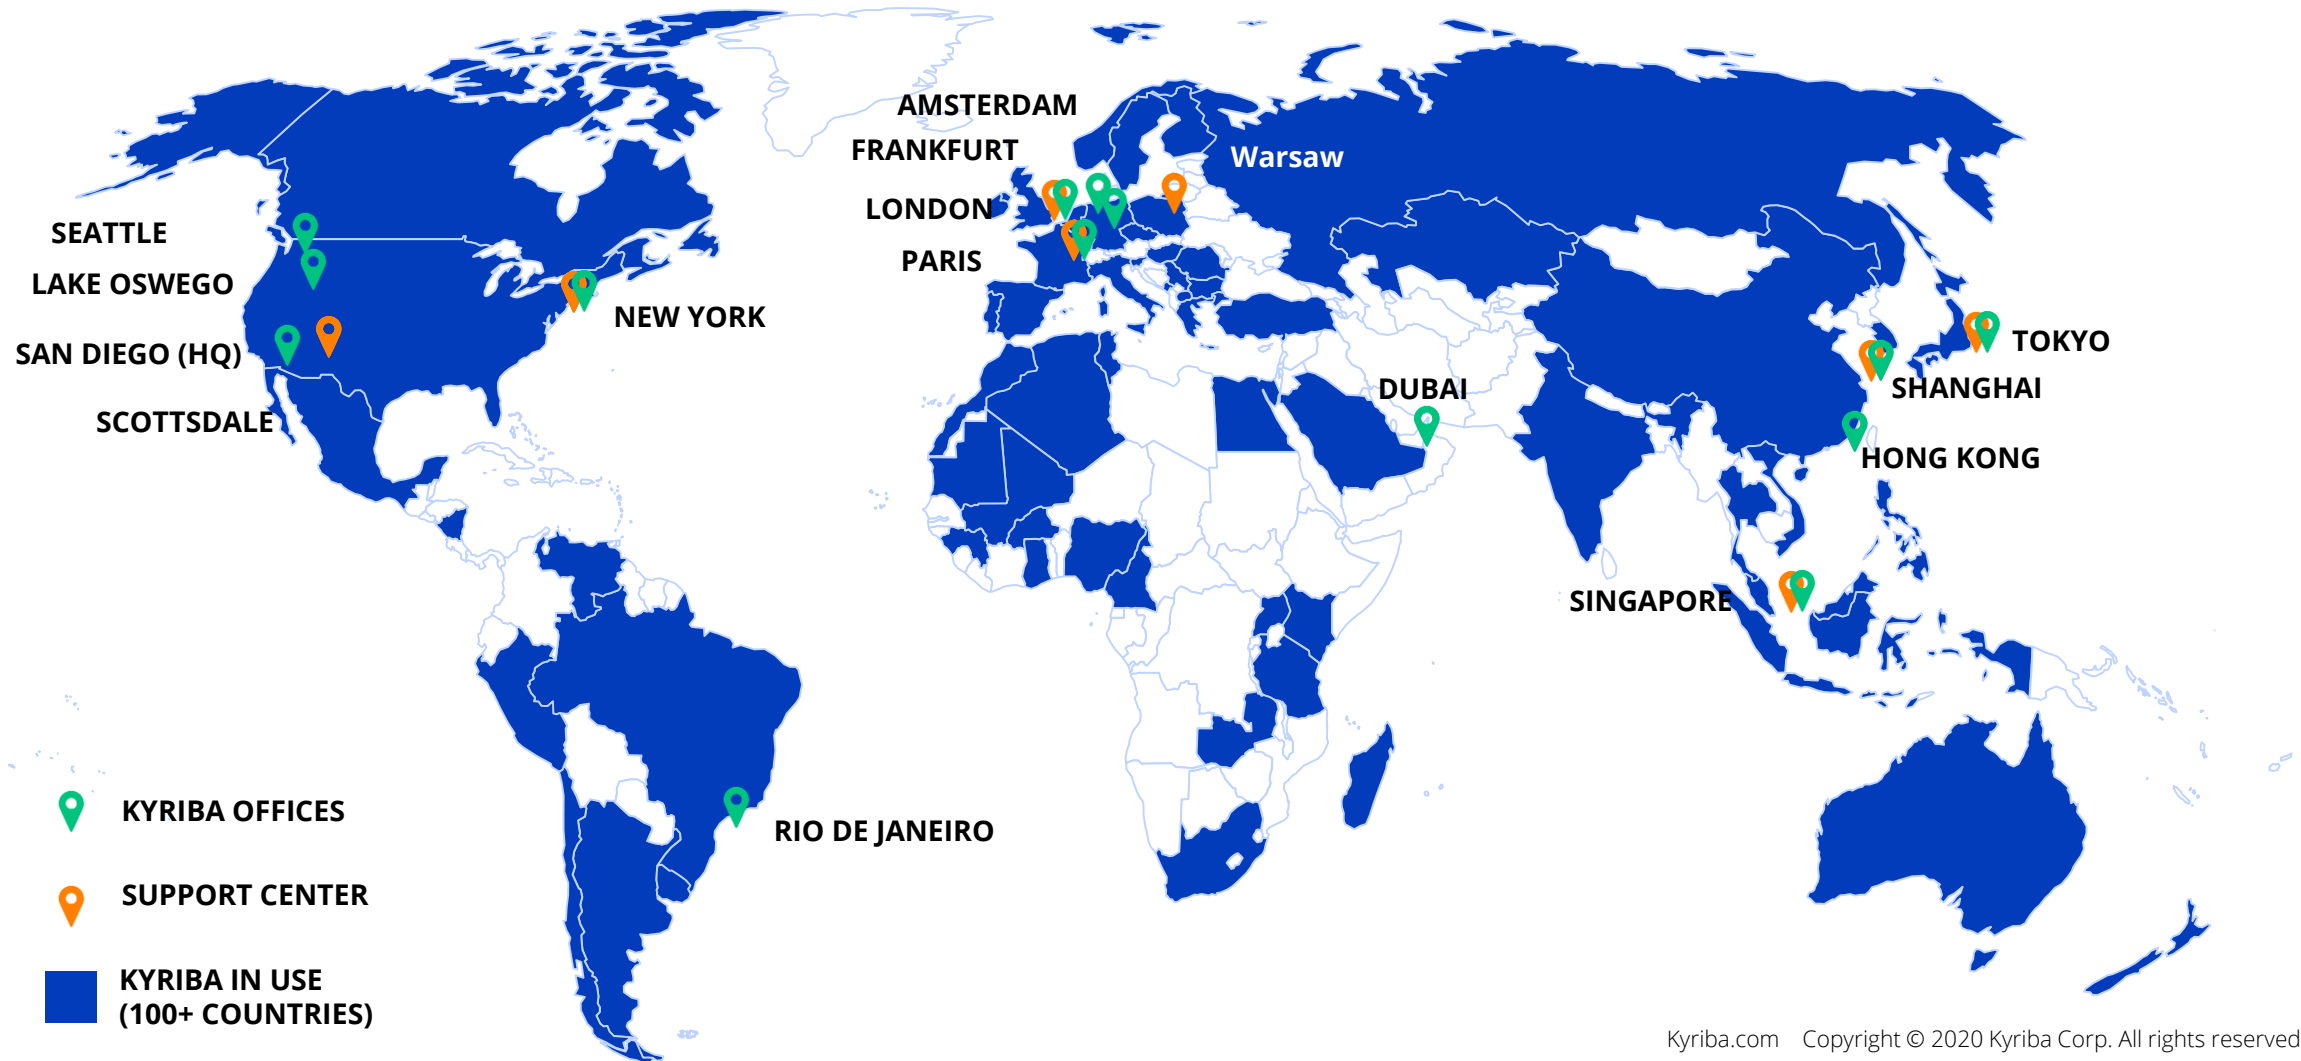 AMSTERDAM
FRANKFURT
Warsaw
LONDON
PARIS
SEATTLE
LAKE OSWEGO
NEW YORK
SAN DIEGO (HQ)
SCOTTSDALE
TOKYO
DUBAI
SHANGHAI
HONG KONG
SINGAPORE
RIO DE JANEIRO
KYRIBA OFFICES
SUPPORT CENTER
KYRIBA IN USE
(100+ COUNTRIES)
Kyriba.com Copyright © 2020 Kyriba Corp. All rights reserved